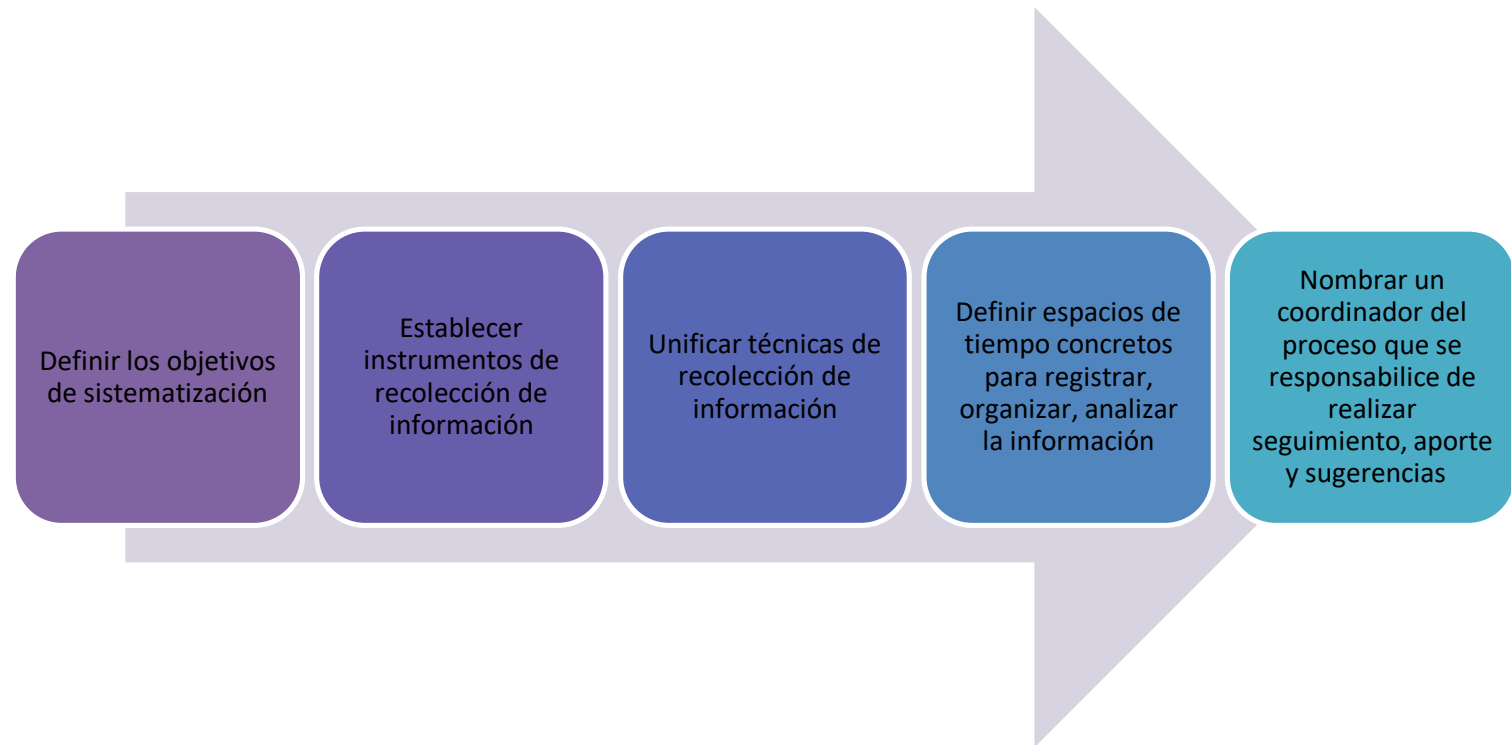 Definir los objetivos
de sistematización
Establecer
instrumentos de
recolección de
información
Unificar técnicas de
recolección de
información
Definir espacios de
tiempo concretos
para registrar,
organizar, analizar
la información
Nombrar un
coordinador del
proceso que se
responsabilice de
realizar
seguimiento, aporte
y sugerencias